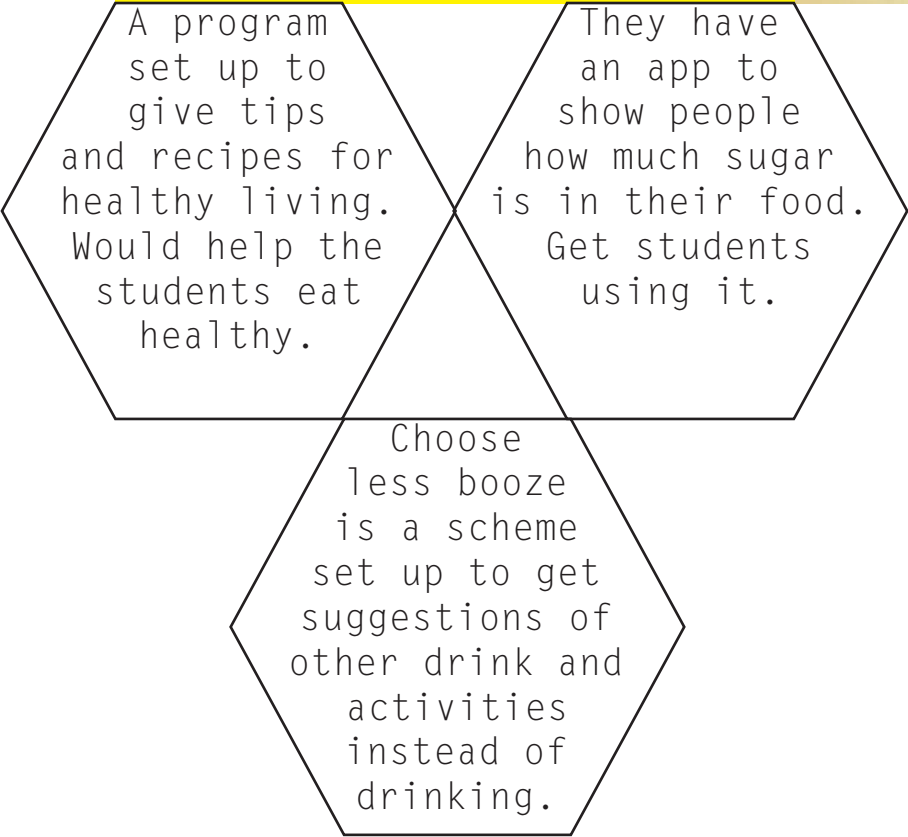 A program
set up to
give tips
and recipes for
healthy living.
Would help the
students eat
healthy.
They have
an app to
show people
how much sugar
is in their food.
Get students
using it.
Choose
less booze
is a scheme
set up to get
suggestions of
other drink and
activities
instead of
drinking.